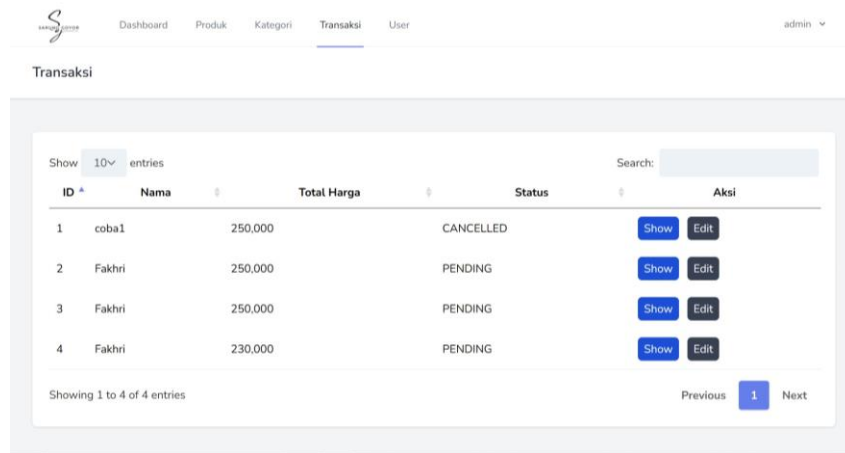 Dashboard Produk Kategori Transaksi User admin
Transaksi
Show 10 entries Search:
ID Nama Total Harga Status Aksi
1 coba1 250,000 CANCELLED Show Edit
2 Fakhri 250,000 PENDING Show Edit
3 Fakhri 250,000 PENDING Show Edit
4 Fakhri 230,000 PENDING Show Edit
Showing 1 to 4 of 4 entries Previous 1 Next